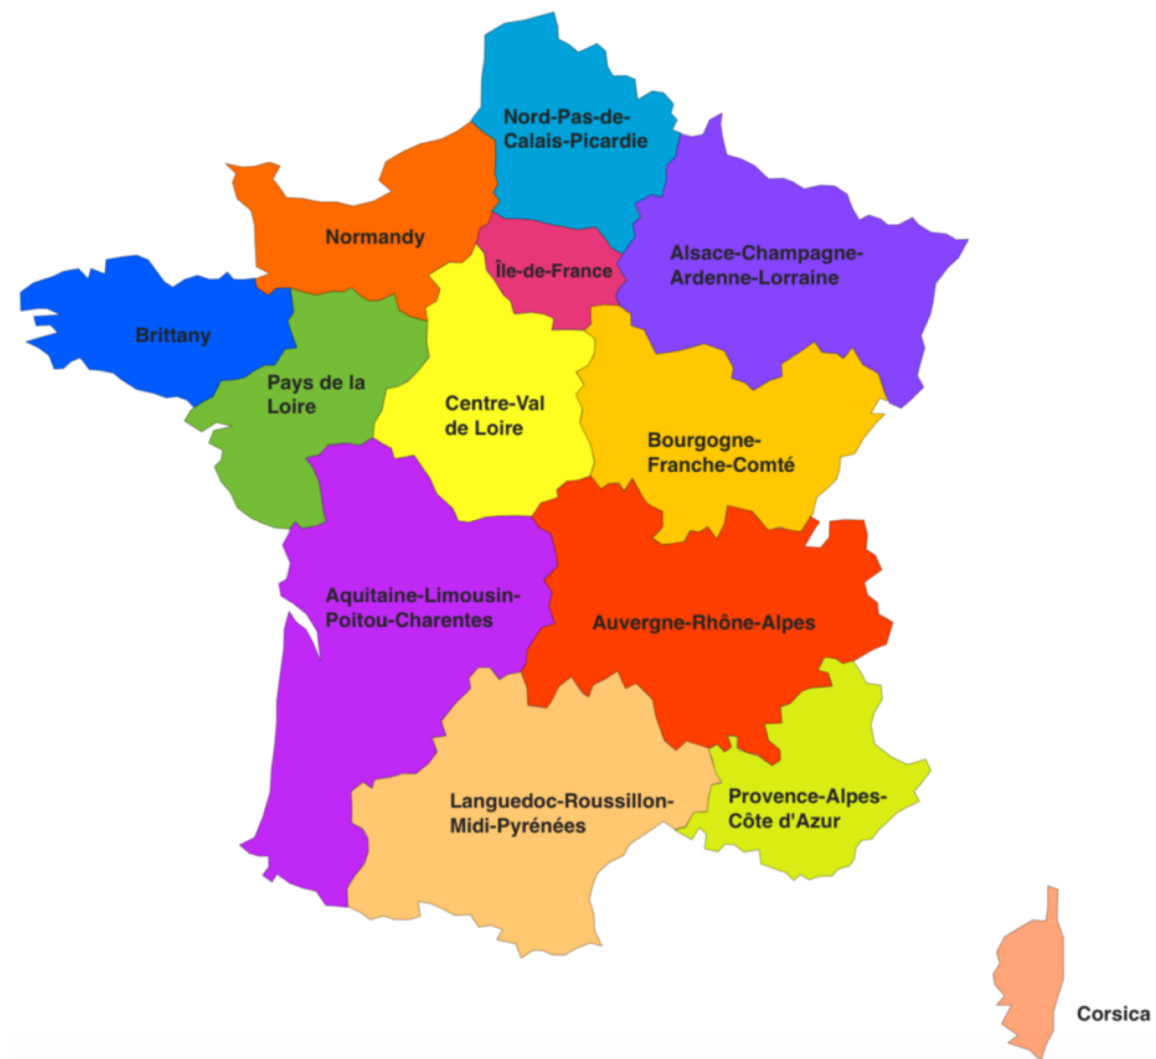 Nord-Pas-de-
Calais-Picardie
Normandy
Île-de-France
Alsace-Champagne-
Ardenne-Lorraine
Brittany
Pays de la
Loire
Centre-Val
de Loire
Bourgogne-
Franche-Comté
Aquitaine-Limousin-
Poitou-Charentes
Auvergne-Rhône-Alpes
Languedoc-Roussillon-
Midi-Pyrénées
Provence-Alpes-
Côte d'Azur
Corsica